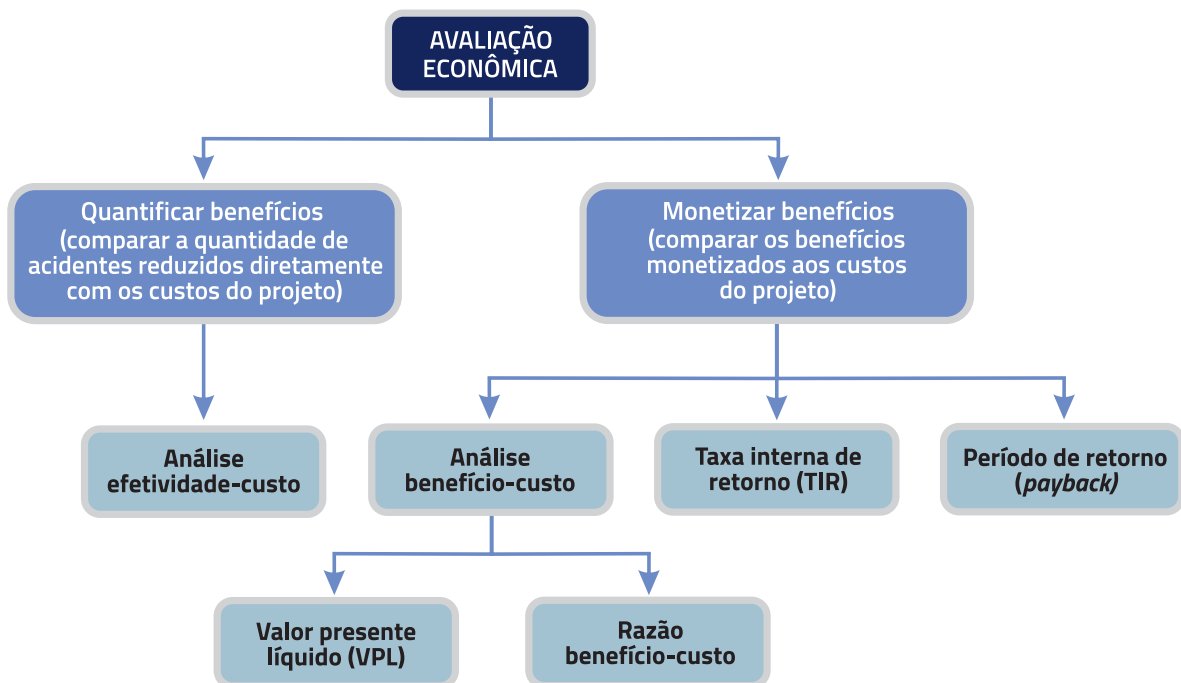 AVALIAÇÃO
ECONÔMICA
Quantificar benefícios
(comparar a quantidade de
acidentes reduzidos diretamente
com os custos do projeto)
Monetizar benefícios
(comparar os benefícios
monetizados aos custos
do projeto)
Análise
efetividade-custo
Análise
benefício-custo
Taxa interna de
retorno (TIR)
Período de retorno
(payback)
Valor presente
líquido (VPL)
Razão
benefício-custo